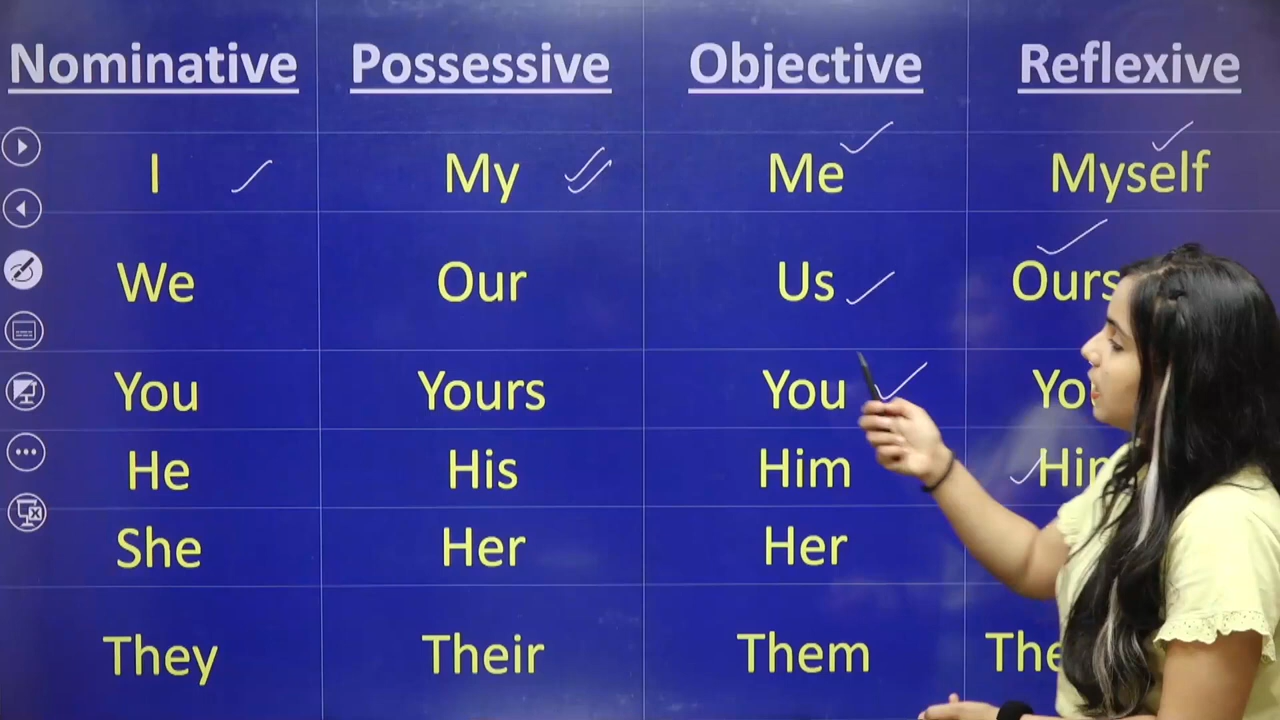 Nominative Possessive Objective Reflexive
I My Me Myself
We Our Us Ours
You Yours You
He His Him
She Her Her
They Their Them